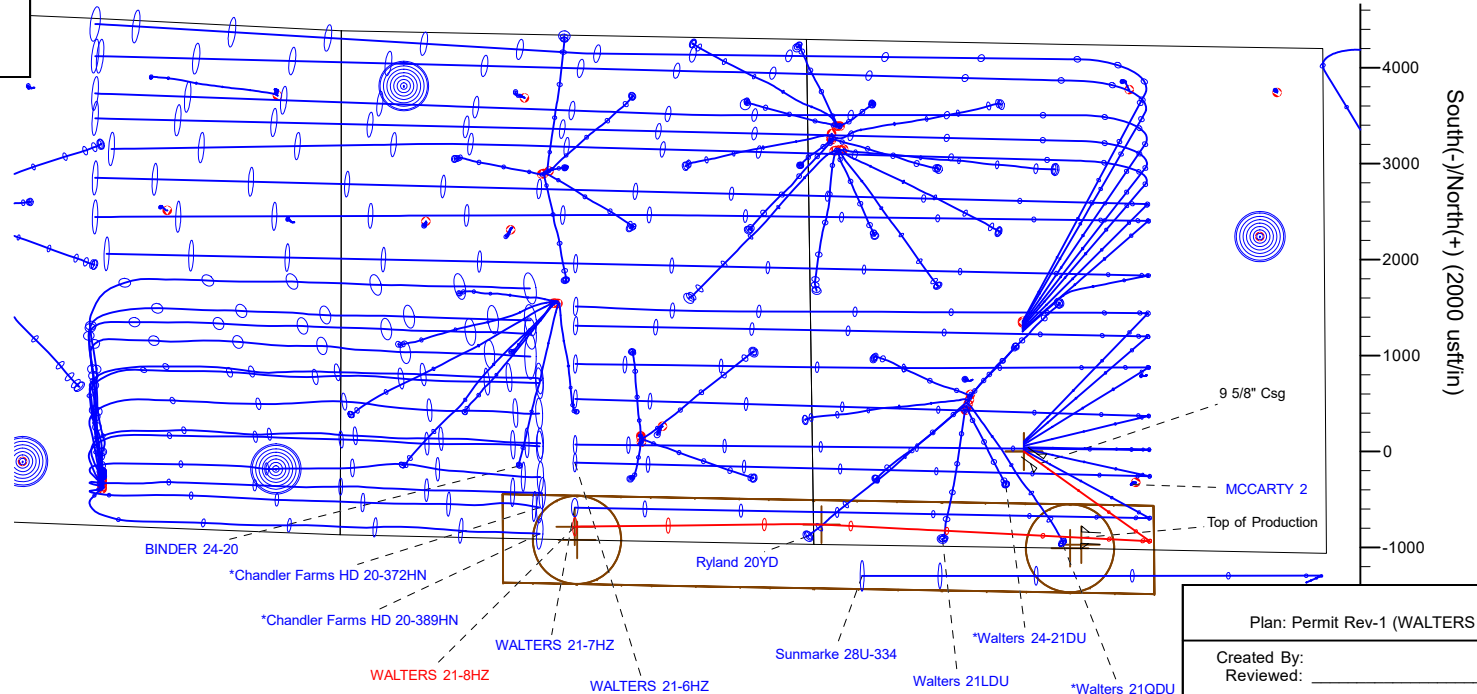 4000
3000
2000
1000
0
-1000
South(-)/North(+) (2000 usft/in)
9 5/8" Csg
MCCARTY 2
Top of Production
BINDER 24-20
*Chandler Farms HD 20-372HN
*Chandler Farms HD 20-389HN
WALTERS 21-7HZ
WALTERS 21-8HZ
WALTERS 21-6HZ
Ryland 20YD
Sunmarke 28U-334
Walters 21LDU
*Walters 24-21DU
*Walters 21QDU
Plan: Permit Rev-1 (WALTERS
Created By:
Reviewed: